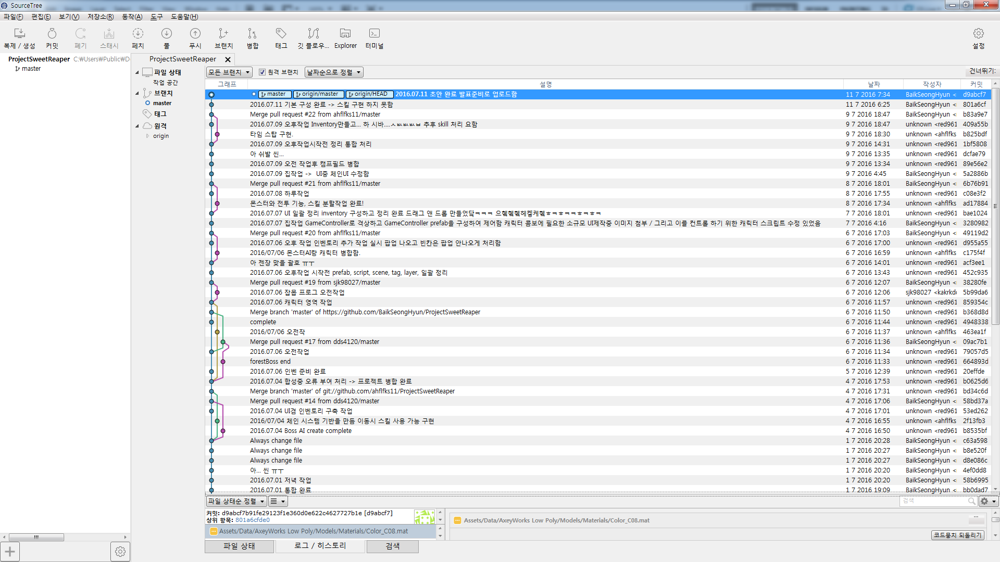 SourceTree
파일(F) 편집(E) 보기(V) 저장소(R) 동작(A) 도구 도움말(H)
복제 / 생성 커밋 폐기 스태시 페치 풀 푸시 브랜치 병합 태그 깃 플로우... Explorer 터미널 설정
ProjectSweetReaper C:₩Users₩Public₩D
master
ProjectSweetReaper
파일 상태
작업 공간
브랜치
master
태그
원격
origin
모든 브랜치 원격 브랜치 날짜순으로 정렬 건너뛰기:
그래프 설명 날짜 작성자 커밋
master origin/master origin/HEAD 2016.07.11 초안 완료 발표준비로 업로드함 11 7 2016 7:34 BaikSeongHyun < d9abcf7
2016.07.11 기본 구성 완료 -> 스킬 구현 하지 못함 11 7 2016 6:25 BaikSeongHyun < 801a6cf
Merge pull request #22 from ahflfks11/master 9 7 2016 18:47 BaikSeongHyun < b83a9e7
2016.07.09 오후작업 Inventory만들고... 하 시바....ㅅㅄㅄㅂ 추후 skill 처리 요함 9 7 2016 18:47 unknown <red961 409a55b
타임 스탑 구현. 9 7 2016 18:30 unknown <ahflfks b825bdf
2016.07.09 오후작업시작전 정리 통합 처리 9 7 2016 14:31 unknown <red961 1bf5808
아 쉬발 씬... 9 7 2016 13:35 unknown <red961 dcfae79
2016.07.09 오전 작업후 캠프필드 병합 9 7 2016 13:34 unknown <red961 89e56e2
2016.07.09 집작업 -> UI중 체인UI 수정함 9 7 2016 4:45 BaikSeongHyun < 5a2886b
Merge pull request #21 from ahflfks11/master 8 7 2016 18:01 BaikSeongHyun < 6b76b91
2016.07.08 하루작업 8 7 2016 17:55 unknown <red961 c08e3f2
몬스터와 전투 기능, 스킬 분할작업 완료! 8 7 2016 17:34 unknown <ahflfks ad17884
2016.07.07 UI 일괄 정리 inventory 구성하고 정리 완료 드래그 앤 드롭 7 7 2016 18:01 unknown <red961 bae1024
2016.07.07 집작업 GameController로 격상하고 GameController prefab을 구성하여 제어함 캐릭터 콤보에 필요한 소규모 UI제작중 이미지 첨부 / 그리고 이를 컨트롤 하기 위한 캐릭터 스크립트 수정 있었음 7 7 2016 4:16 BaikSeongHyun < 3280982
Merge pull request #20 from ahflfks11/master 6 7 2016 17:03 BaikSeongHyun < 49119d2
2016.07.06 오후 작업 인벤토리 추가 작업 실시 팝업 나오고 빈칸은 팝업 안나오게 처리함 6 7 2016 17:00 unknown <red961 d955a55
2016/07/06 몬스터AI랑 캐릭터 병합함. 6 7 2016 16:59 unknown <ahflfks c175f4f
아 젠장 맞을 괄호 ㅠㅜ 6 7 2016 14:01 unknown <red961 acf3ee1
2016.07.06 오후작업 시작전 prefab, script, scene, tag, layer, 일괄 정리 6 7 2016 13:43 unknown <red961 452c935
Merge pull request #19 from sjk98027/master 6 7 2016 12:07 BaikSeongHyun < 38280fe
2016.07.06 잡몹 프로그 오전작업 6 7 2016 12:06 sjk98027 <kakrkd 5b99da6
2016.07.06 캐릭터 영역 작업 6 7 2016 11:57 unknown <red961 859354c
Merge branch 'master' of https://github.com/BaikSeongHyun/ProjectSweetReaper 6 7 2016 11:50 unknown <red961 b368d8d
complete 6 7 2016 11:44 unknown <red961 4948338
2016/07/06 오전작 6 7 2016 11:37 unknown <ahflfks 463ea1f
Merge pull request #17 from dds4120/master 6 7 2016 11:36 BaikSeongHyun < 09ac7b1
2016.07.06 오전작업 6 7 2016 11:34 unknown <red961 79057d5
forestBoss end 6 7 2016 11:33 unknown <red961 664893d
2016.07.06 인벤 준비 완료 5 7 2016 12:39 unknown <red961 20effde
2016.07.04 합성중 오류 부여 처리 -> 프로젝트 병합 완료 4 7 2016 17:53 unknown <red961 b0625d6
Merge branch 'master' of git://github.com/ahflfks11/ProjectSweetReaper 4 7 2016 17:31 unknown <red961 bd34c6d
Merge pull request #14 from dds4120/master 4 7 2016 17:06 BaikSeongHyun < 58bd37a
2016.07.04 UI겸 인벤토리 구축 작업 4 7 2016 17:01 unknown <red961 53ed262
2016/07/04 체인 시스템 기반을 만듬 이동시 스킬 사용 가능 구현 4 7 2016 16:55 unknown <ahflfks 2f13fb3
2016.07.04 Boss AI create complete 4 7 2016 16:50 unknown <red961 b8535bf
Always change file 1 7 2016 20:28 BaikSeongHyun < c63a598
Always change file 1 7 2016 20:27 BaikSeongHyun < b8e520f
Always change file 1 7 2016 20:27 BaikSeongHyun < d8e086c
아... 씬 ㅠㅜ 1 7 2016 20:20 BaikSeongHyun < 4ef0dd8
2016.07.01 저녁 작업 1 7 2016 20:20 BaikSeongHyun < 58b6995
2016.07.01 통합 완료 1 7 2016 19:09 BaikSeongHyun < bb0dad7
파일 상태순 정렬 검색
커밋: d9abcf7b91fe29123f1e360d0e622c4627727b1e [d9abcf7]
상위 항목: 801a6cfde0
Assets/Data/AxeyWorks Low Poly/Models/Materials/Color_C08.mat
Assets/Data/AxeyWorks Low Poly/Models/Materials/Color_C08.mat
코드뭉치 되돌리기
파일 상태 로그 / 히스토리 검색